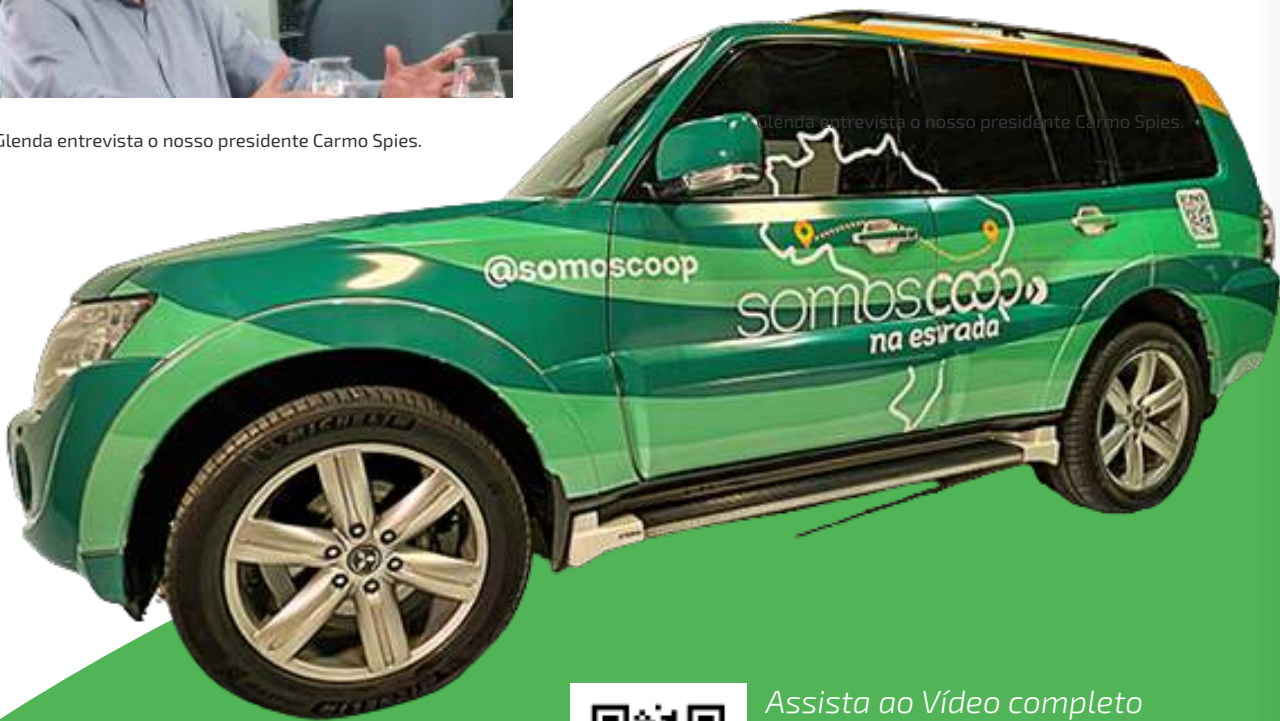 Glenda entrevista o nosso presidente Carmo Spies.
Glenda entrevista o nosso presidente Carmo Spies.
@somoscoop
somoscoop
na estrada
MICHELIN
Assista ao Vídeo completo